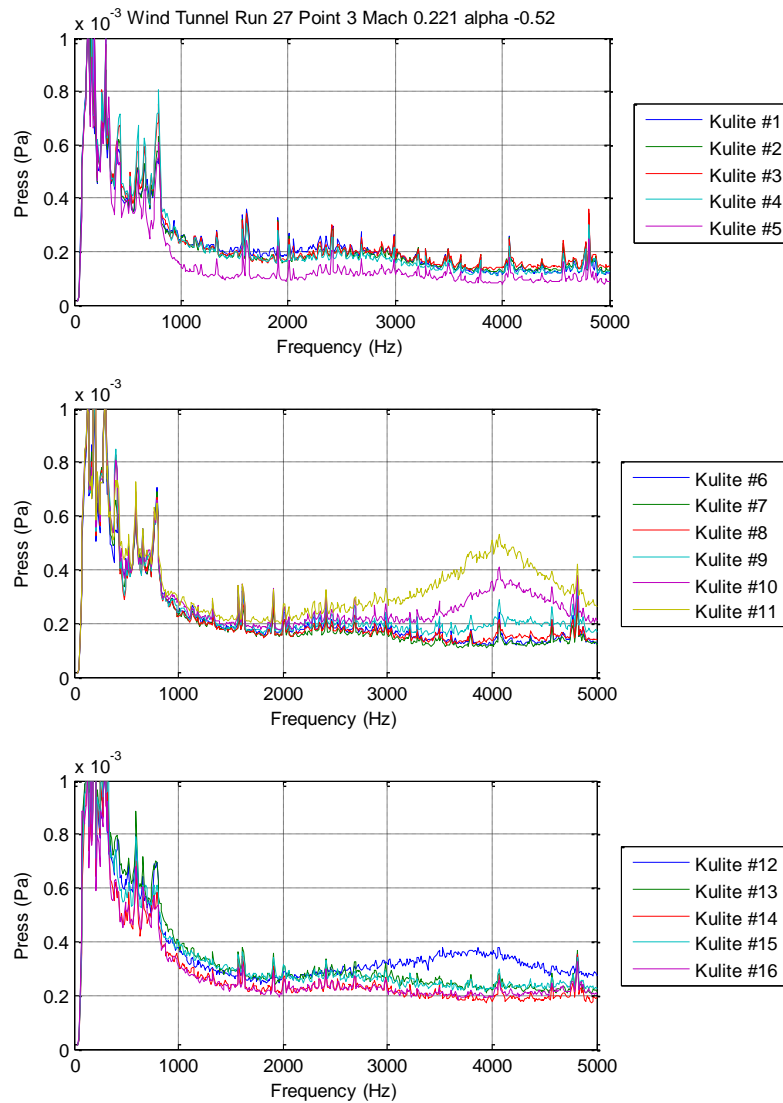 x 10-3 Wind Tunnel Run 27 Point 3 Mach 0.221 alpha -0.52
1
0.8
0.6
0.4
0.2
0
Press (Pa)
0 1000 2000 3000 4000 5000
Frequency (Hz)
Kulite #1
Kulite #2
Kulite #3
Kulite #4
Kulite #5
x 10-3
1
0.8
0.6
0.4
0.2
0
Press (Pa)
0 1000 2000 3000 4000 5000
Frequency (Hz)
Kulite #6
Kulite #7
Kulite #8
Kulite #9
Kulite #10
Kulite #11
x 10-3
1
0.8
0.6
0.4
0.2
0
Press (Pa)
0 1000 2000 3000 4000 5000
Frequency (Hz)
Kulite #12
Kulite #13
Kulite #14
Kulite #15
Kulite #16